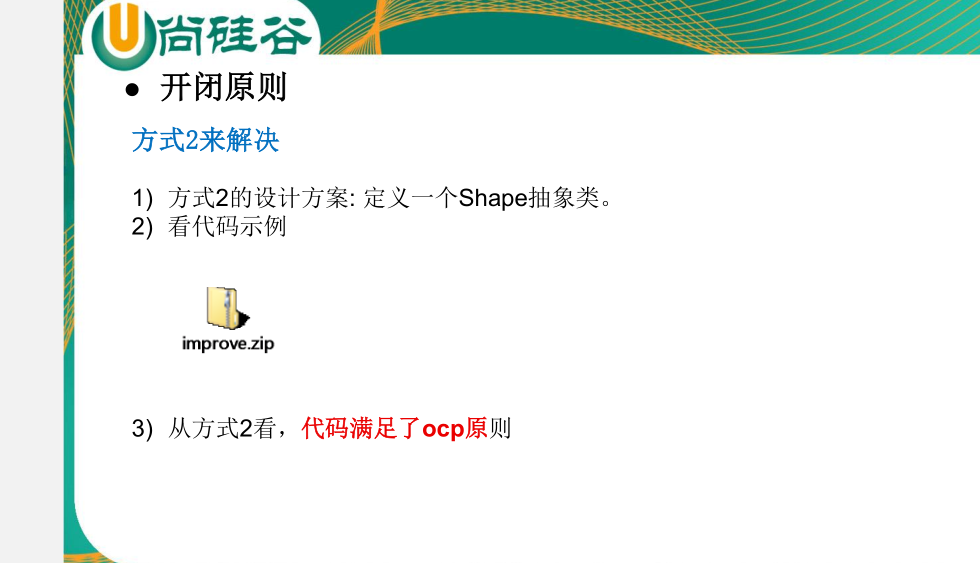 尚硅谷
● 开闭原则
方式2来解决
1) 方式2的设计方案: 定义一个Shape抽象类。
2) 看代码示例
improve.zip
3) 从方式2看，代码满足了ocp原则